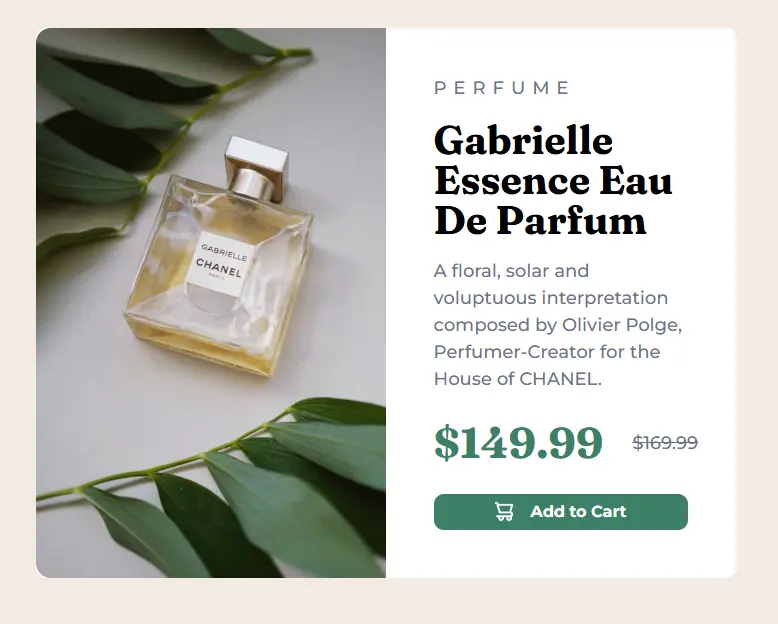 GABRIELLE
CHANEL
PARIS
PERFUME
Gabrielle
Essence Eau
De Parfum
A floral, solar and
voluptuous interpretation
composed by Olivier Polge,
Perfumer-Creator for the
House of CHANEL.
$149.99 $169.99
Add to Cart